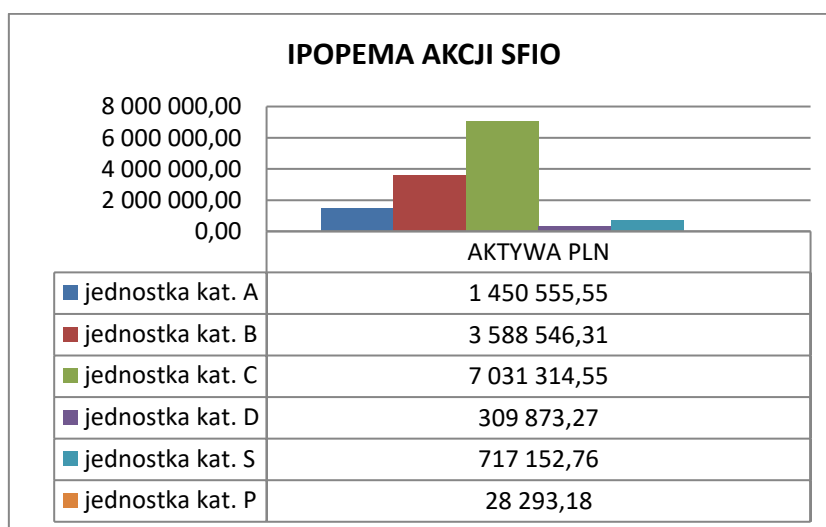 IPOPEMA AKCJI SFIO
8 000 000,00
6 000 000,00
4 000 000,00
2 000 000,00
0,00
AKTYWA PLN
jednostka kat. A 1 450 555,55
jednostka kat. B 3 588 546,31
jednostka kat. C 7 031 314,55
jednostka kat. D 309 873,27
jednostka kat. S 717 152,76
jednostka kat. P 28 293,18